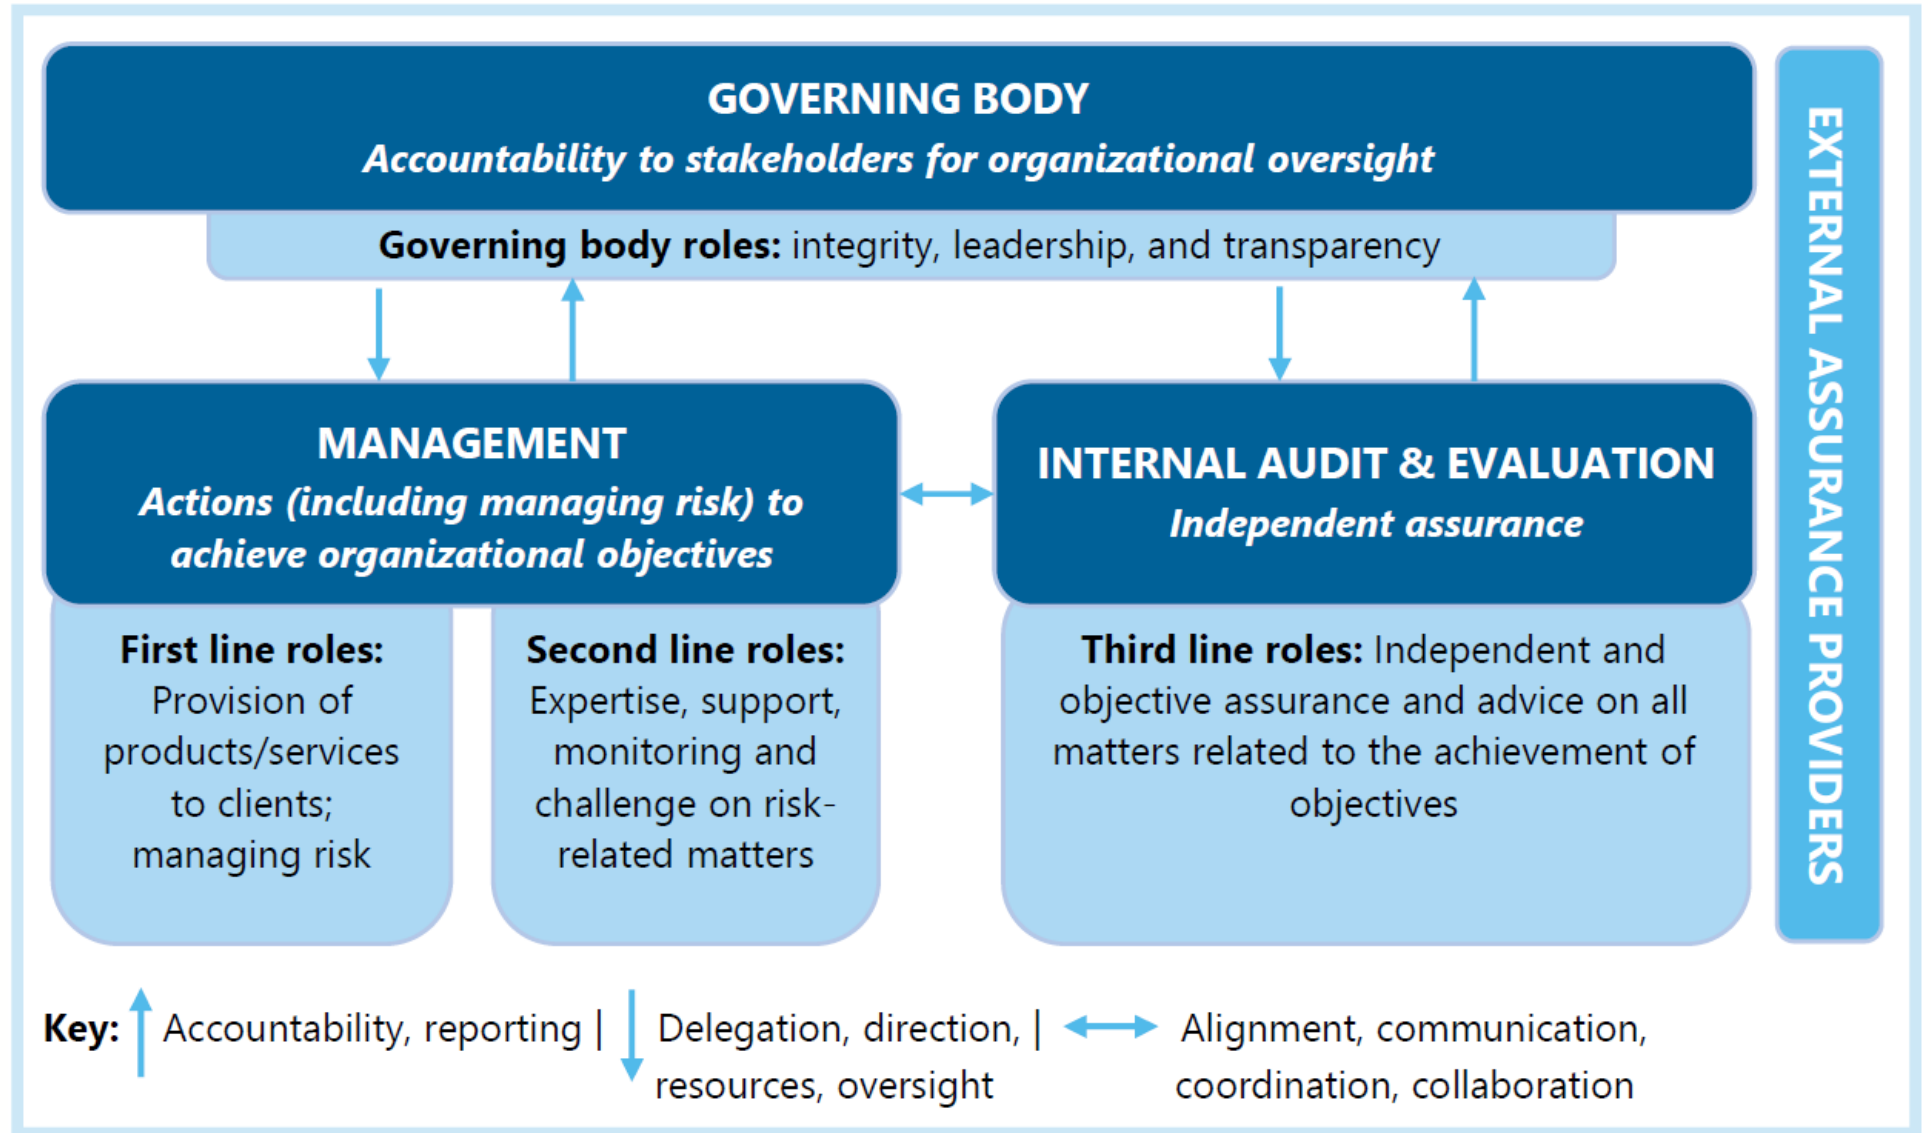 GOVERNING BODY
Accountability to stakeholders for organizational oversight
Governing body roles: integrity, leadership, and transparency
MANAGEMENT
Actions (including managing risk) to
achieve organizational objectives
INTERNAL AUDIT & EVALUATION
Independent assurance
First line roles:
Provision of
products/services
to clients;
managing risk
Second line roles:
Expertise, support,
monitoring and
challenge on risk-
related matters
Third line roles: Independent and
objective assurance and advice on all
matters related to the achievement of
objectives
EXTERNAL ASSURANCE PROVIDERS
Key: Accountability, reporting | Delegation, direction, | Alignment, communication,
resources, oversight coordination, collaboration